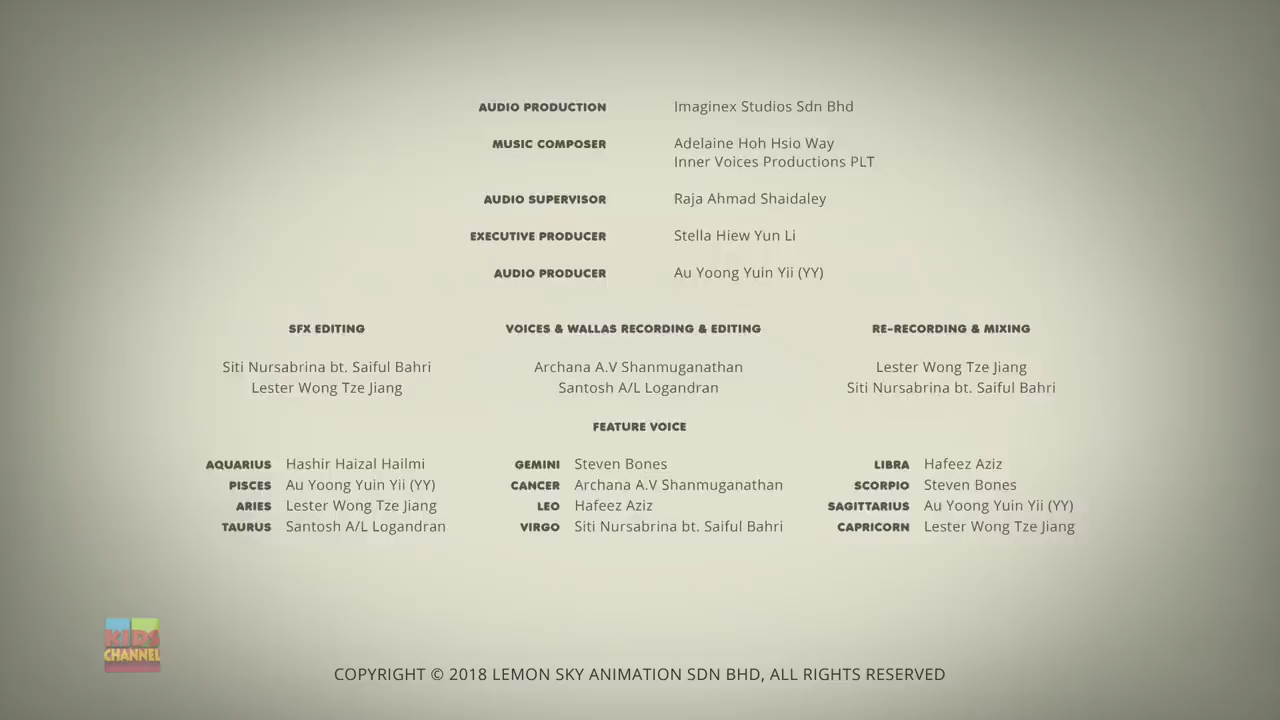 AUDIO PRODUCTION Imaginex Studios Sdn Bhd
MUSIC COMPOSER Adelaine Hoh Hsio Way
Inner Voices Productions PLT
AUDIO SUPERVISOR Raja Ahmad Shaidaley
EXECUTIVE PRODUCER Stella Hiew Yun Li
AUDIO PRODUCER Au Yoong Yuin Yii (YY)
SFX EDITING
Siti Nursabrina bt. Saiful Bahri
Lester Wong Tze Jiang
VOICES & WALLAS RECORDING & EDITING
Archana A.V Shanmuganathan
Santosh A/L Logandran
RE-RECORDING & MIXING
Lester Wong Tze Jiang
Siti Nursabrina bt. Saiful Bahri
FEATURE VOICE
AQUARIUS Hashir Haizal Hailmi
PISCES Au Yoong Yuin Yii (YY)
ARIES Lester Wong Tze Jiang
TAURUS Santosh A/L Logandran
GEMINI Steven Bones
CANCER Archana A.V Shanmuganathan
LEO Hafeez Aziz
VIRGO Siti Nursabrina bt. Saiful Bahri
LIBRA Hafeez Aziz
SCORPIO Steven Bones
SAGITTARIUS Au Yoong Yuin Yii (YY)
CAPRICORN Lester Wong Tze Jiang
KIDS
CHANNEL
COPYRIGHT © 2018 LEMON SKY ANIMATION SDN BHD, ALL RIGHTS RESERVED